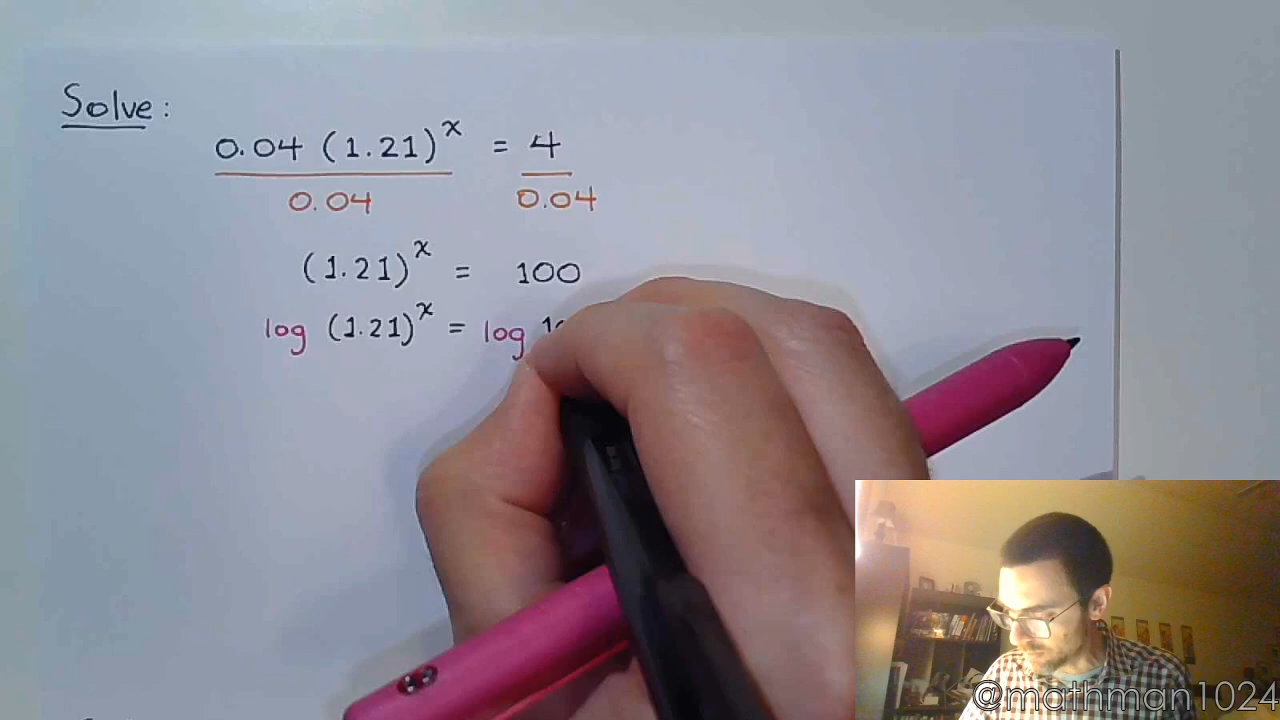 Solve:
0.04 (1.21)^x = 4
0.04 0.04
(1.21)^x = 100
log (1.21)^x = log
@mathman1024